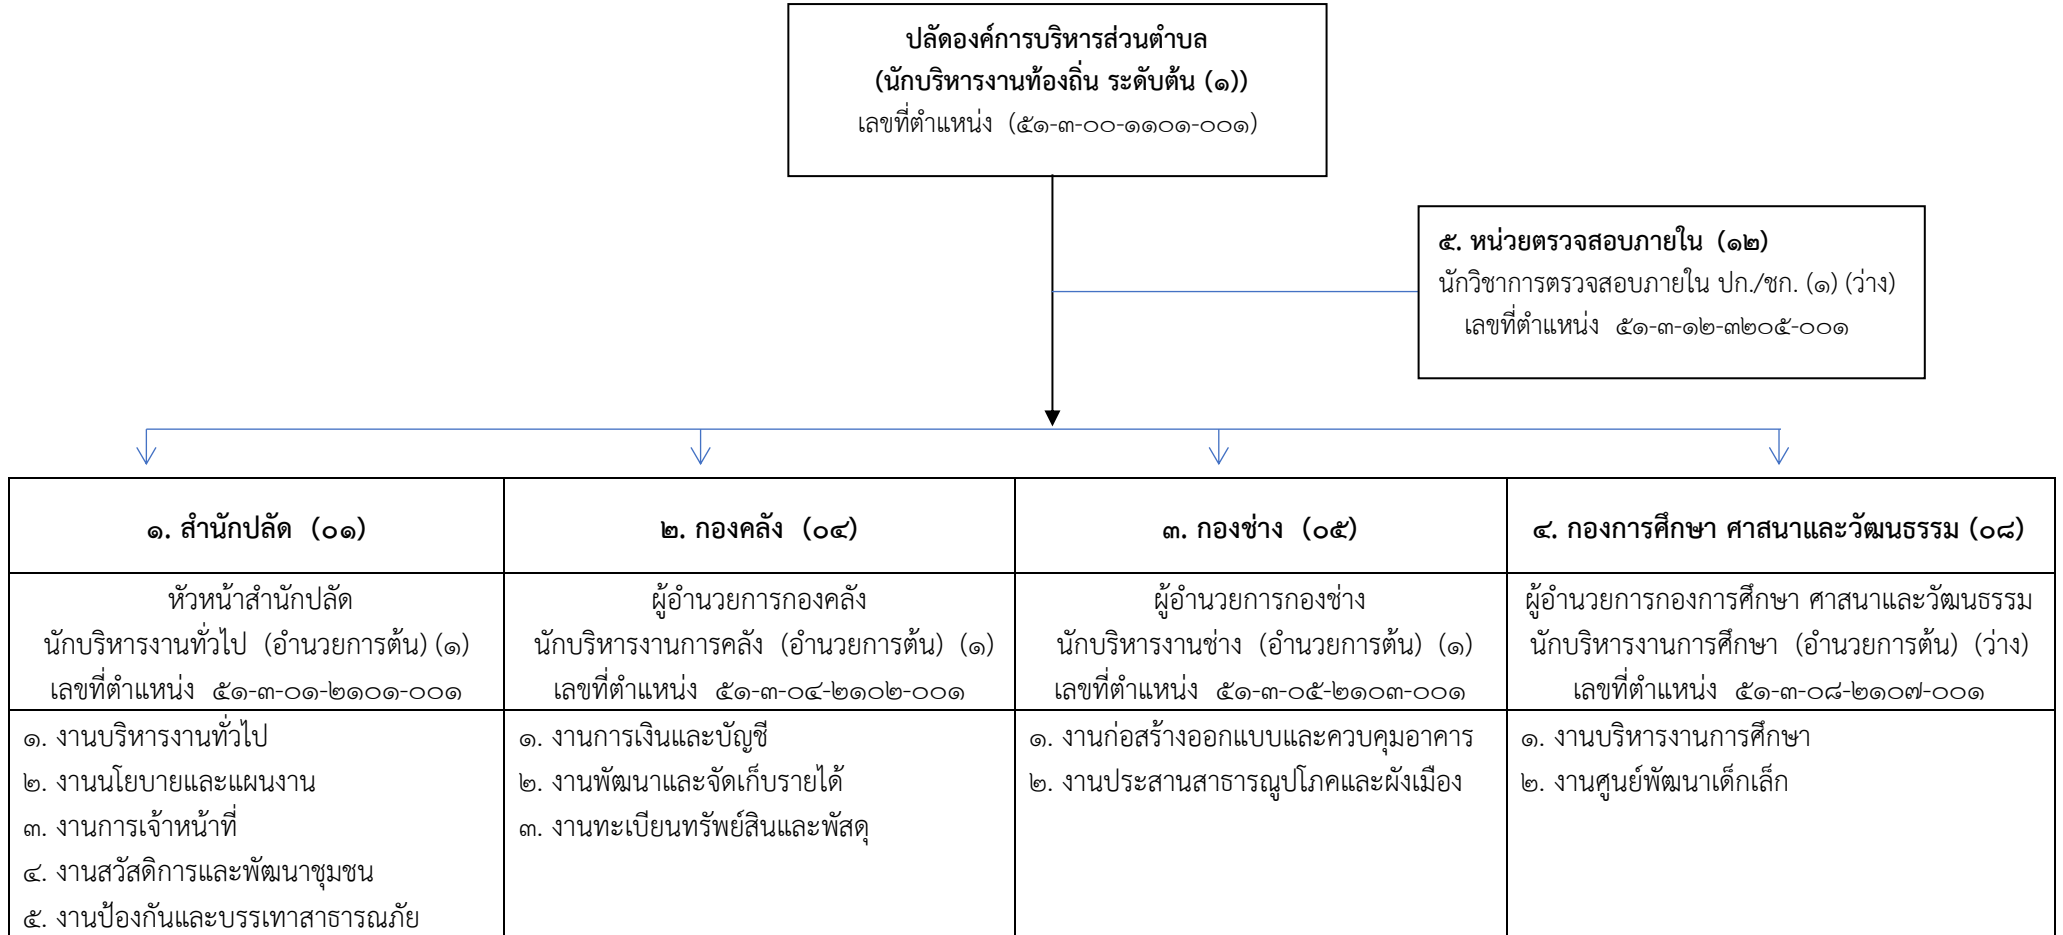 ปลัดองค์การบริหารส่วนตำบล
(นักบริหารงานท้องถิ่น ระดับต้น (๑))
เลขที่ตำแหน่ง (๕๑-๓-๐๐-๑๑๐๑-๐๐๑)
๕. หน่วยตรวจสอบภายใน (๑๒)
นักวิชาการตรวจสอบภายใน ปก./ชก. (๑) (ว่าง)
เลขที่ตำแหน่ง ๕๑-๓-๑๒-๓๒๐๕-๐๐๑
๑. สำนักปลัด (๐๑)
หัวหน้าสำนักปลัด
นักบริหารงานทั่วไป (อำนวยการต้น) (๑)
เลขที่ตำแหน่ง ๕๑-๓-๐๑-๒๑๐๑-๐๐๑
๑. งานบริหารงานทั่วไป
๒. งานนโยบายและแผนงาน
๓. งานการเจ้าหน้าที่
๔. งานสวัสดิการและพัฒนาชุมชน
๕. งานป้องกันและบรรเทาสาธารณภัย
๒. กองคลัง (๐๔)
ผู้อำนวยการกองคลัง
นักบริหารงานการคลัง (อำนวยการต้น) (๑)
เลขที่ตำแหน่ง ๕๑-๓-๐๔-๒๑๐๒-๐๐๑
๑. งานการเงินและบัญชี
๒. งานพัฒนาและจัดเก็บรายได้
๓. งานทะเบียนทรัพย์สินและพัสดุ
๓. กองช่าง (๐๕)
ผู้อำนวยการกองช่าง
นักบริหารงานช่าง (อำนวยการต้น) (๑)
เลขที่ตำแหน่ง ๕๑-๓-๐๕-๒๑๐๓-๐๐๑
๑. งานก่อสร้างออกแบบและควบคุมอาคาร
๒. งานประสานสาธารณูปโภคและผังเมือง
๔. กองการศึกษา ศาสนาและวัฒนธรรม (๐๘)
ผู้อำนวยการกองการศึกษา ศาสนาและวัฒนธรรม
นักบริหารงานการศึกษา (อำนวยการต้น) (ว่าง)
เลขที่ตำแหน่ง ๕๑-๓-๐๘-๒๑๐๗-๐๐๑
๑. งานบริหารงานการศึกษา
๒. งานศูนย์พัฒนาเด็กเล็ก